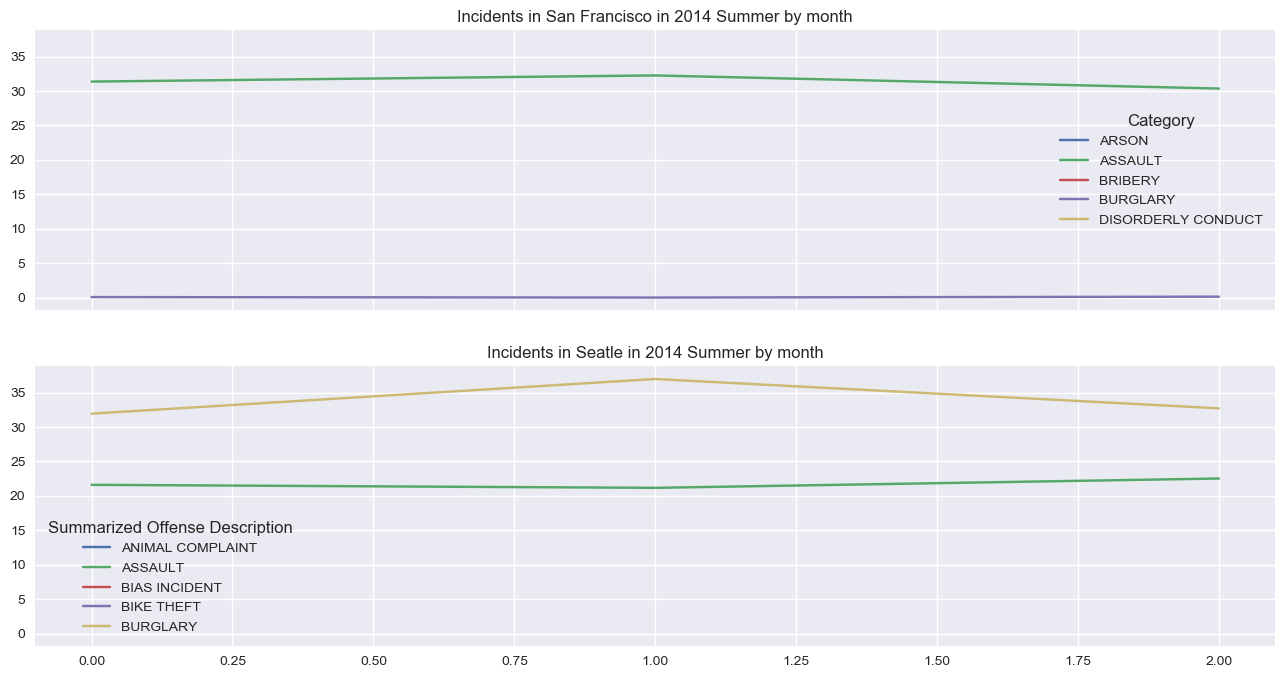 Incidents in San Francisco in 2014 Summer by month
35
30
25
20
15
10
5
0
Category
ARSON
ASSAULT
BRIBERY
BURGLARY
DISORDERLY CONDUCT
Incidents in Seatle in 2014 Summer by month
35
30
25
20
15
10
5
0
Summarized Offense Description
ANIMAL COMPLAINT
ASSAULT
BIAS INCIDENT
BIKE THEFT
BURGLARY
0.00 0.25 0.50 0.75 1.00 1.25 1.50 1.75 2.00